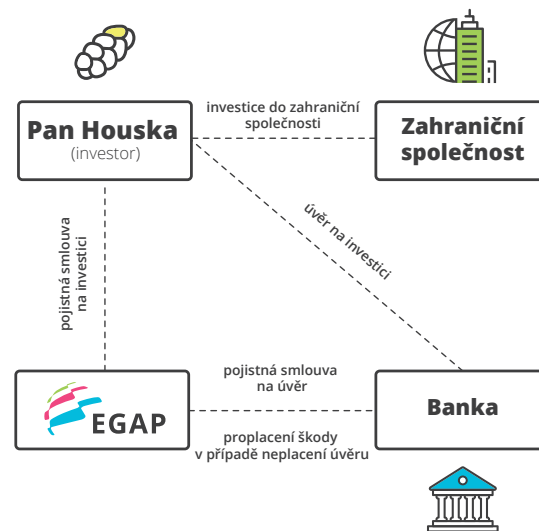 Pan Houska
(investor)
investice do zahraniční
společnosti
Zahraniční
společnost
pojistná smlouva
na investici
úvěr na investici
EGAP
pojistná smlouva
na úvěr
proplacení škody
v případě neplacení úvěru
Banka